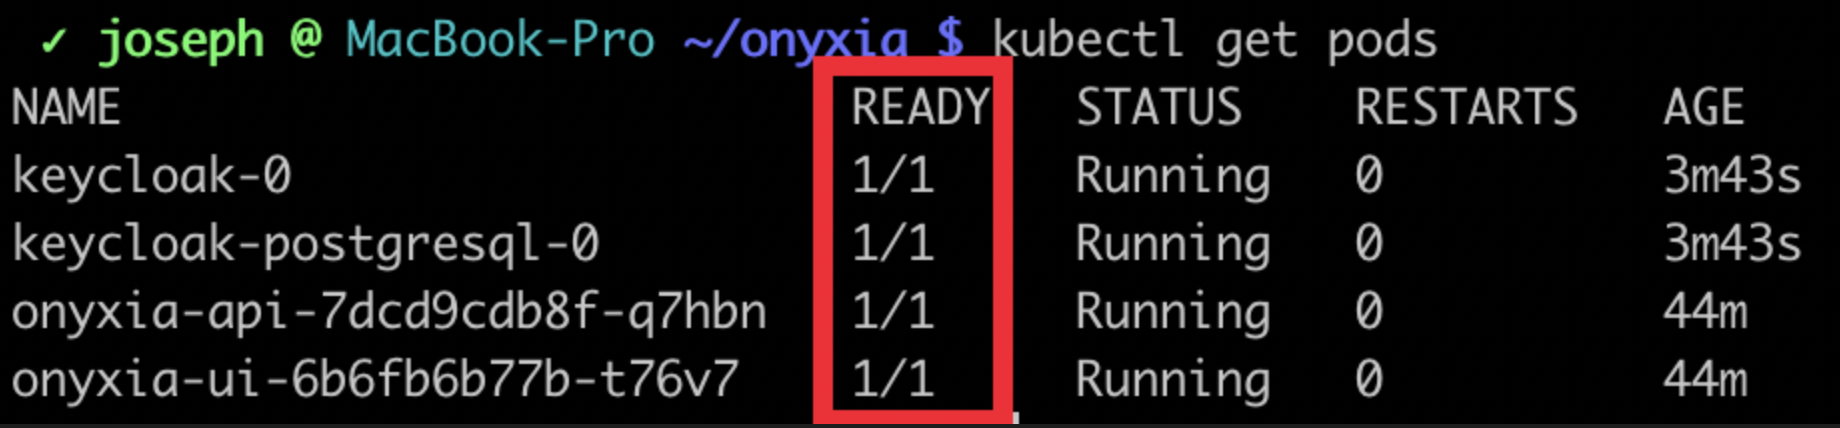 ✓ joseph @ MacBook-Pro ~/onyxia $ kubectl get pods
NAME READY STATUS RESTARTS AGE
keycloak-0 1/1 Running 0 3m43s
keycloak-postgresql-0 1/1 Running 0 3m43s
onyxia-api-7dcd9cdb8f-q7hbn 1/1 Running 0 44m
onyxia-ui-6b6fb6b77b-t76v7 1/1 Running 0 44m